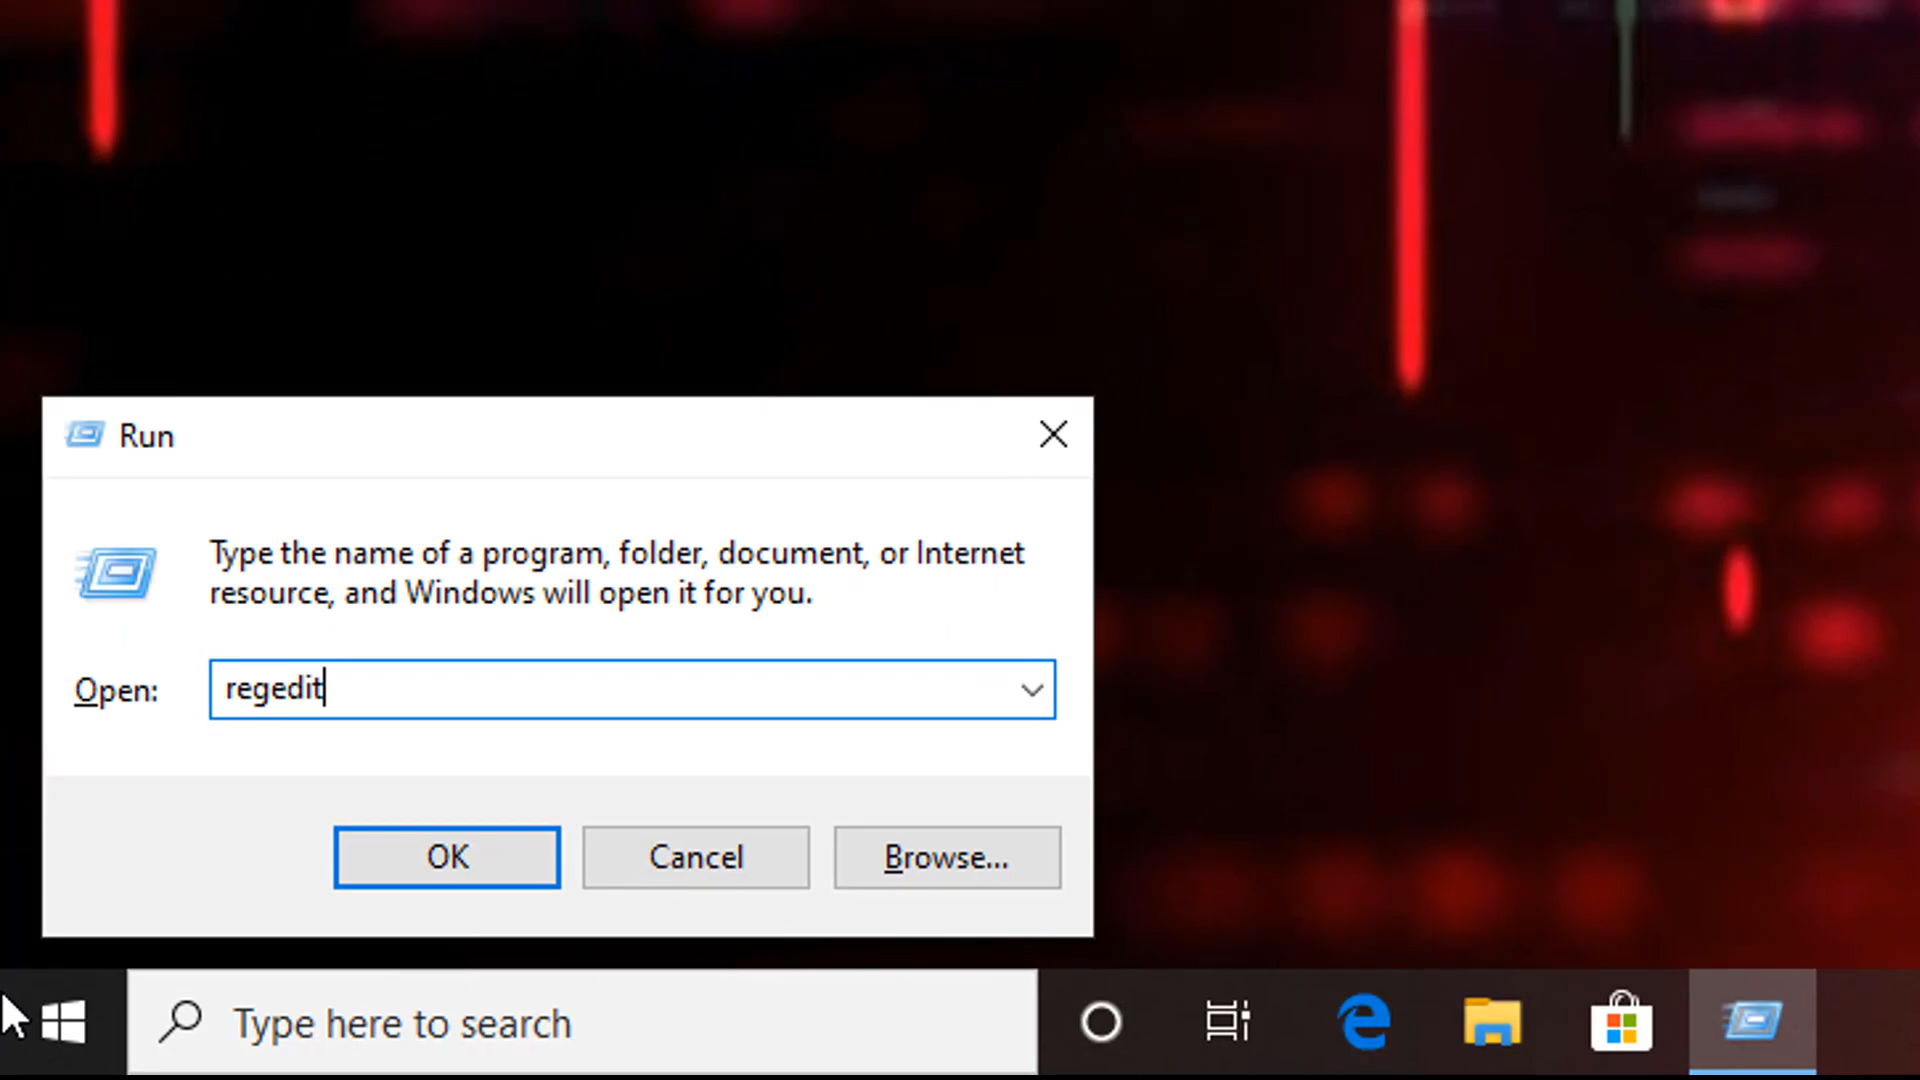 Run
Type the name of a program, folder, document, or Internet
resource, and Windows will open it for you.
Open: regedit
OK Cancel Browse...
Type here to search